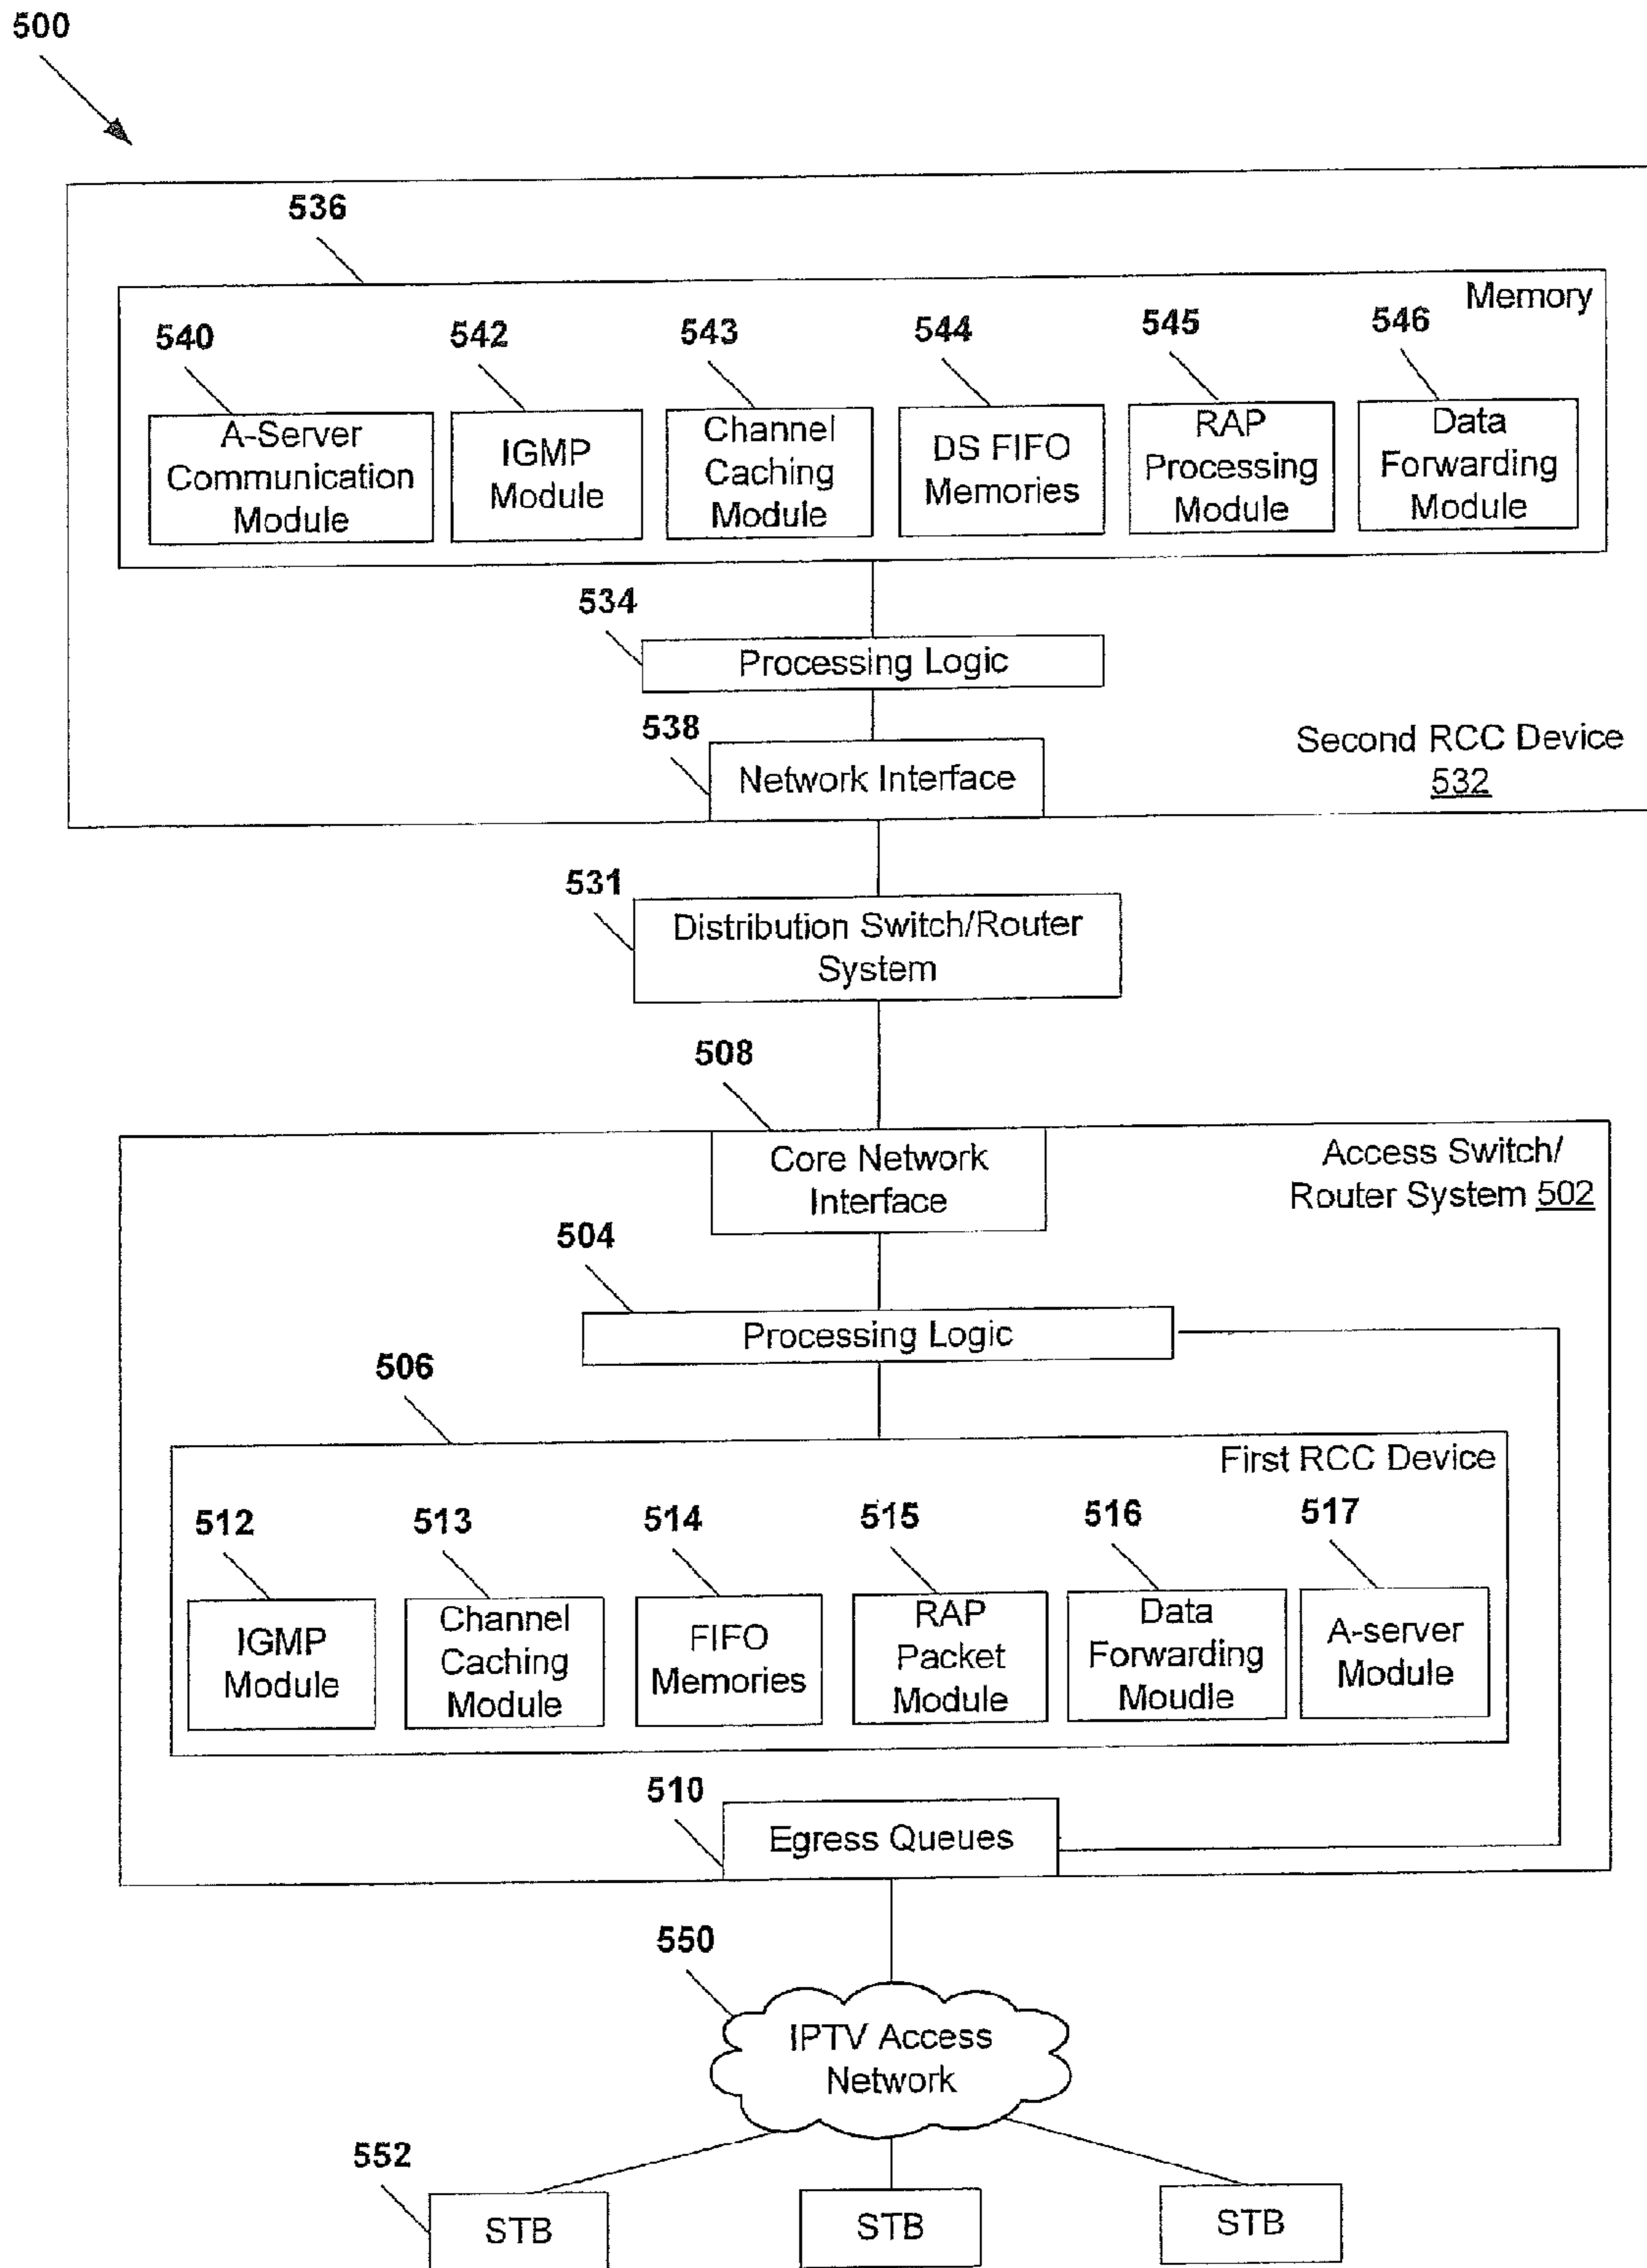 500
536
Memory
540
542
543
544
545
546
A-Server
Communication
Module
IGMP
Module
Channel
Caching
Module
DS FIFO
Memories
RAP
Processing
Module
Data
Forwarding
Module
534
Processing Logic
538
Network Interface
Second RCC Device
532
531
Distribution Switch/Router
System
508
Core Network
Interface
Access Switch/
Router System 502
504
Processing Logic
506
First RCC Device
512
513
514
515
516
517
IGMP
Module
Channel
Caching
Module
FIFO
Memories
RAP
Packet
Module
Data
Forwarding
Moudle
A-server
Module
510
Egress Queues
550
IPTV Access
Network
552
STB
STB
STB